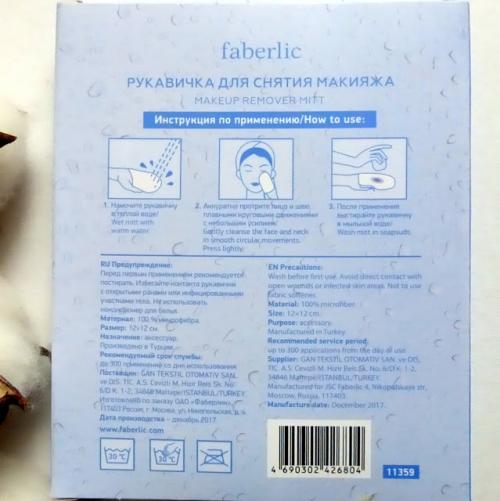 faberlic
РУКАВИЧКА ДЛЯ СНЯТИЯ МАКИЯЖА
MAKEUP REMOVER MITT
Инструкция по применению/How to use:
1. Намочите рукавичку
в теплой воде/
Wet mitt with
warm water.
2. Аккуратно протрите лицо и шею
плавными круговыми движениями
с небольшим усилием/
Gently cleanse the face and neck
in smooth circular movements.
Press lightly.
3. После применения
выстирайте рукавичку
в мыльной воде/
Wash mitt in soapsuds.
RU Предупреждение:
Перед первым применением рекомендуется
постирать. Избегайте контакта рукавички
с открытыми ранами или инфицированными
участками тела. Не использовать
кондиционер для белья.
Материал: 100 % микрофибра.
Размер: 12×12 см.
Назначение: аксессуар.
Произведено в Турции.
Рекомендуемый срок службы:
до 300 применений со дня использования
Поставщик: GAN TEKSTIL OTOMATIV SAN.
ve DIS. TIC. A.S. Cevizli M. Hızır Reis Sk. No:
6/D K: 1-2, 34846 Maltepe/ISTANBUL/TURKEY.
Изготовлено по заказу ОАО «Фаберлик»,
117403 Россия, г. Москва, ул. Никопольская, д. 4.
Дата производства - декабрь 2017.
www.faberlic.com
EN Precautions:
Wash before first use. Avoid direct contact with
open wounds or infected skin areas. Not to use
fabric softener.
Material: 100% microfiber.
Size: 12×12 cm.
Purpose: accessory.
Manufactured in Turkey.
Recommended service period:
up to 300 applications from the day of use
Supplier: GAN TEKSTIL OTOMATIV SAN. ve DIS.
TIC. A.S. Cevizli M. Hızır Reis Sk. No: 6/D K: 1-2,
34846 Maltepe/ISTANBUL/TURKEY.
Manufactured for JSC Faberlic 4, Nikopolskaya str.,
Moscow, Russia, 117403.
Manufacture date: December 2017.
30°C
30°C
4 690302 426804
11359